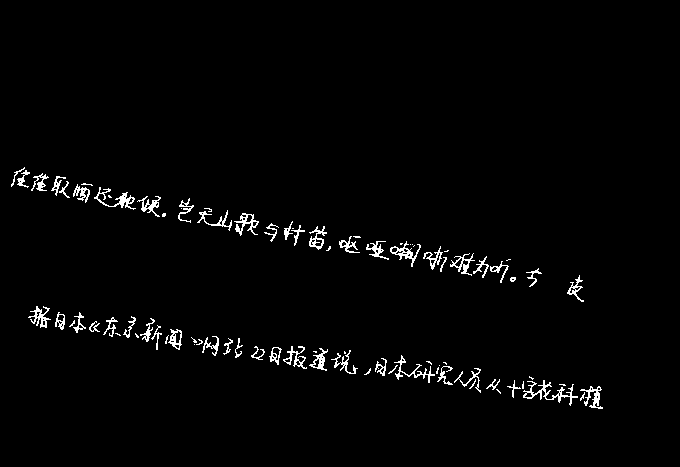 往往取酒还歌倾。岂无山歌与村笛，呕哑嘲哳难为听。 夜
据日本《东京新闻》网站22日报道说，日本研究人员从十字花科植